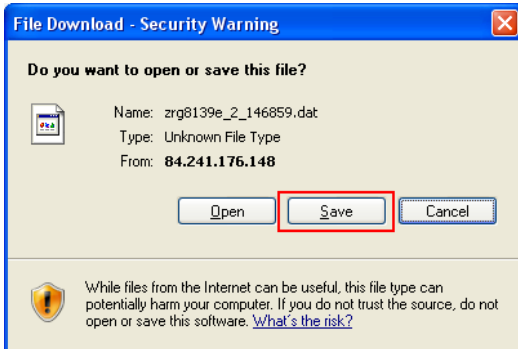 File Download - Security Warning
Do you want to open or save this file?
Name: zrg8139e_2_146859.dat
Type: Unknown File Type
From: 84.241.176.148
Open Save Cancel
While files from the Internet can be useful, this file type can
potentially harm your computer. If you do not trust the source, do not
open or save this software. What's the risk?